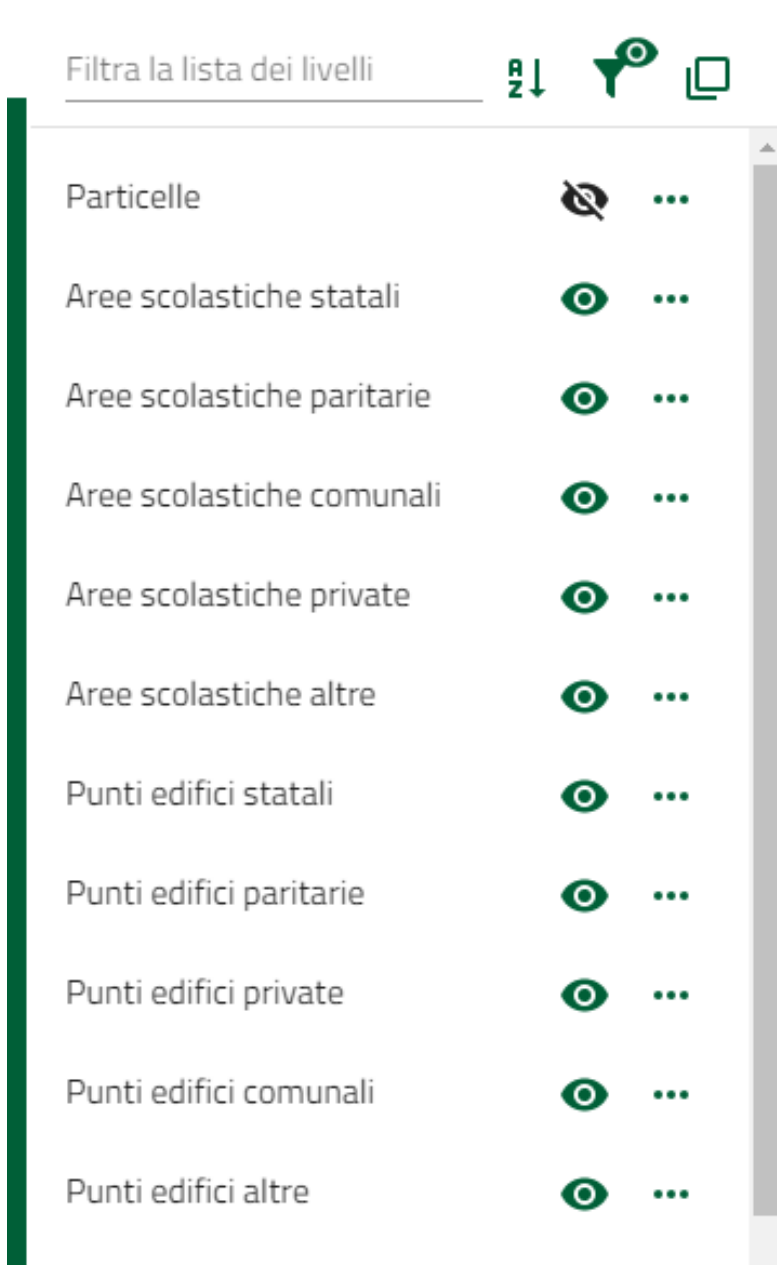 Filtra la lista dei livelli
AZ
Particelle
Aree scolastiche statali
Aree scolastiche paritarie
Aree scolastiche comunali
Aree scolastiche private
Aree scolastiche altre
Punti edifici statali
Punti edifici paritarie
Punti edifici private
Punti edifici comunali
Punti edifici altre